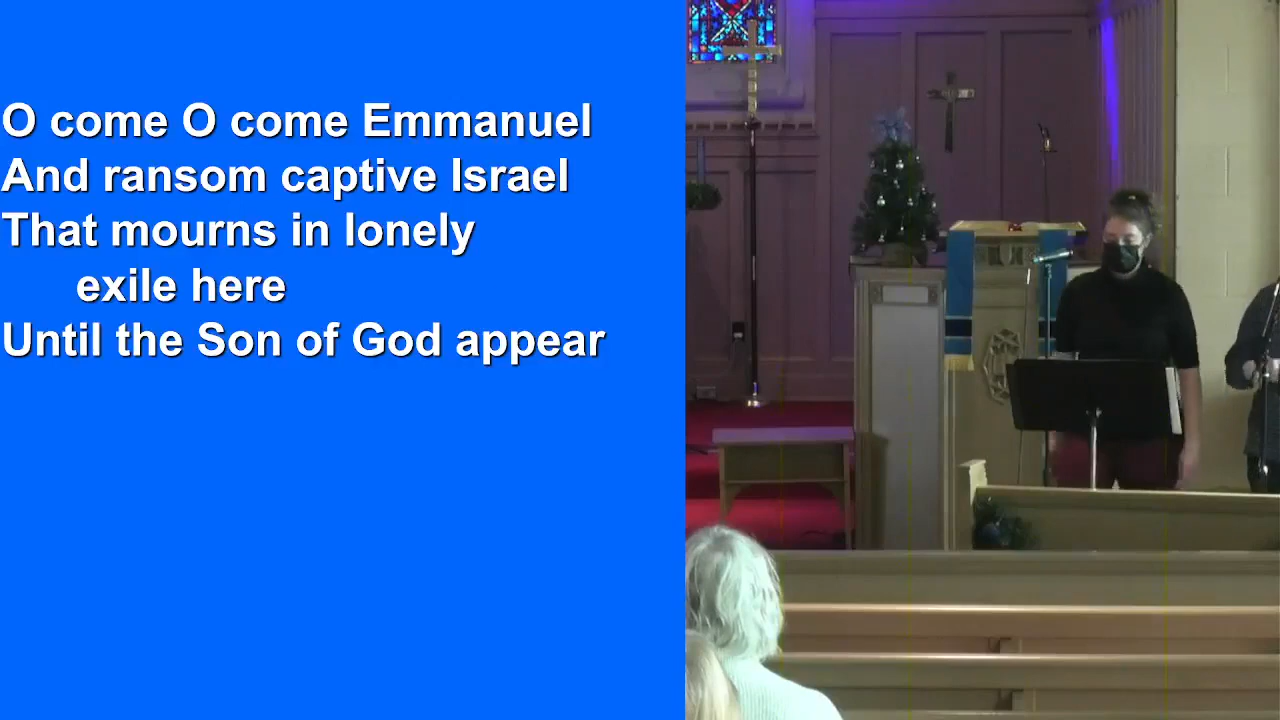 O come O come Emmanuel
And ransom captive Israel
That mourns in lonely
exile here
Until the Son of God appear